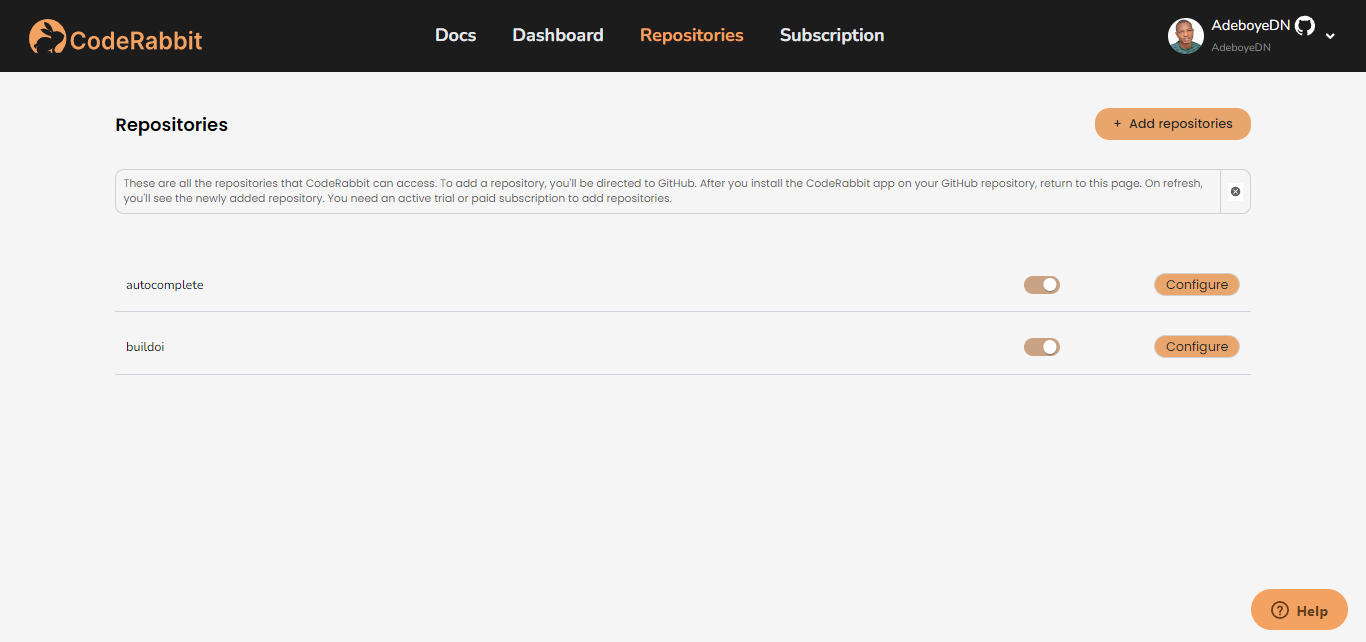 CodeRabbit
Docs
Dashboard
Repositories
Subscription
AdeboyeDN
AdeboyeDN
Repositories
+ Add repositories
These are all the repositories that CodeRabbit can access. To add a repository, you'll be directed to GitHub. After you install the CodeRabbit app on your GitHub repository, return to this page. On refresh,
you'll see the newly added repository. You need an active trial or paid subscription to add repositories.
autocomplete
Configure
buildoi
Configure
Help